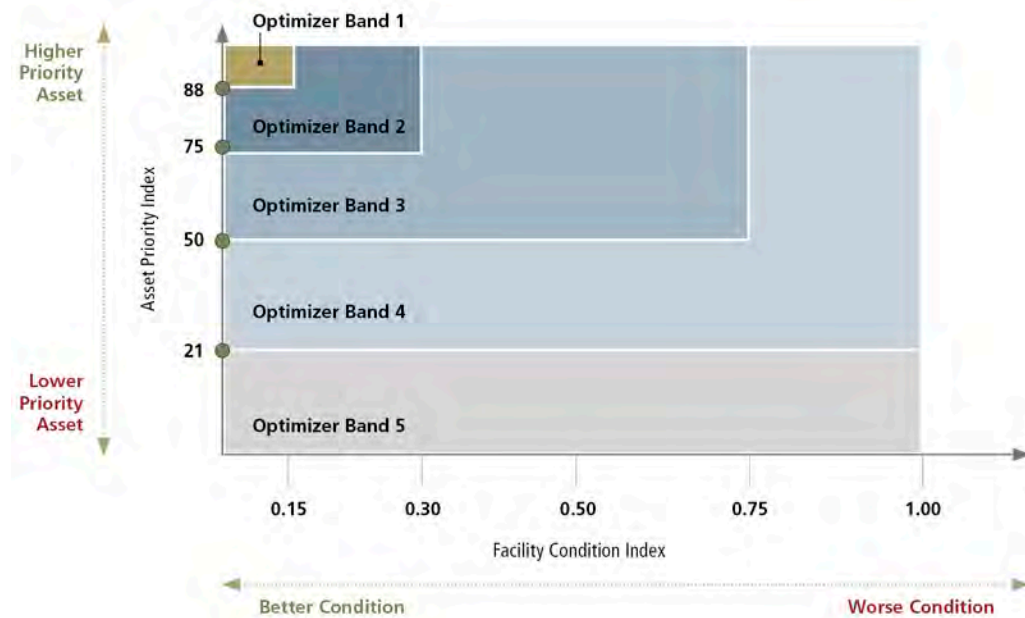 Optimizer Band 1
Higher
Priority
Asset
88
Optimizer Band 2
75
Asset Priority Index
Optimizer Band 3
50
Optimizer Band 4
21
Lower
Priority
Asset
Optimizer Band 5
0.15 0.30 0.50 0.75 1.00
Facility Condition Index
Better Condition
Worse Condition